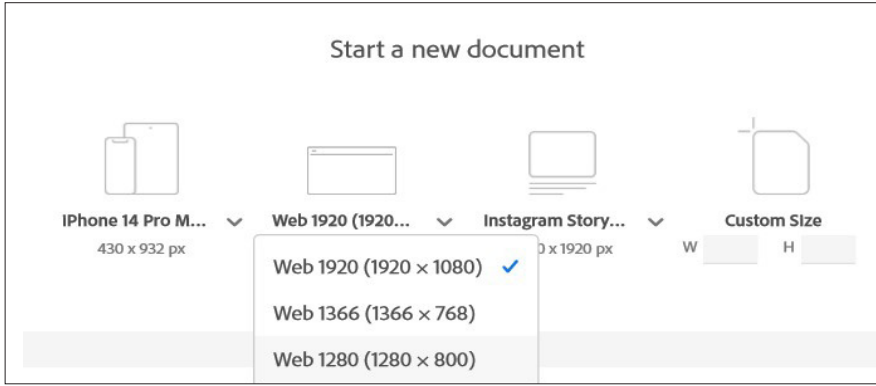 Start a new document
iPhone 14 Pro M...
430 x 932 px
Web 1920 (1920...
Instagram Story...
0 x 1920 px
Custom Size
W
H
Web 1920 (1920 × 1080)
Web 1366 (1366 × 768)
Web 1280 (1280 × 800)